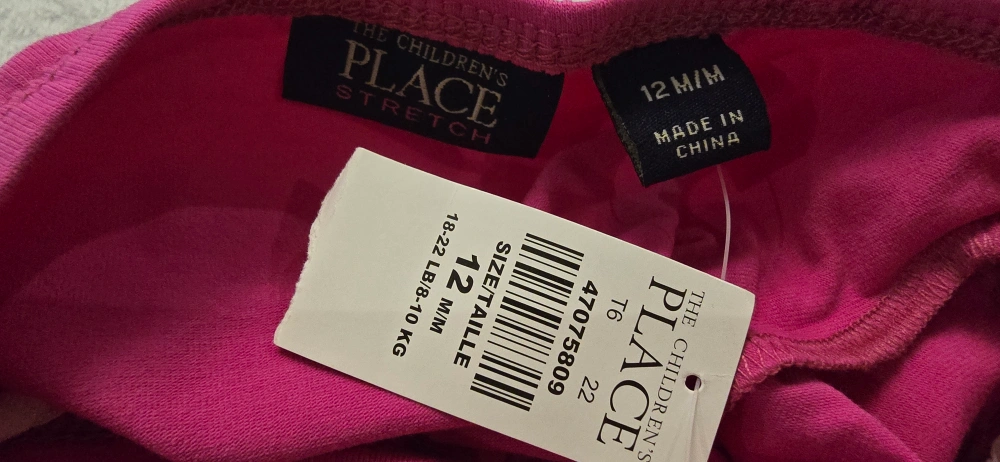 THE CHILDREN'S
PLACE
STRETCH
12 M/M
MADE IN
CHINA
THE CHILDREN'S
PLACE
T6 22
47075809
SIZE/TAILLE
12 M/M
18-22 LB/8-10 KG